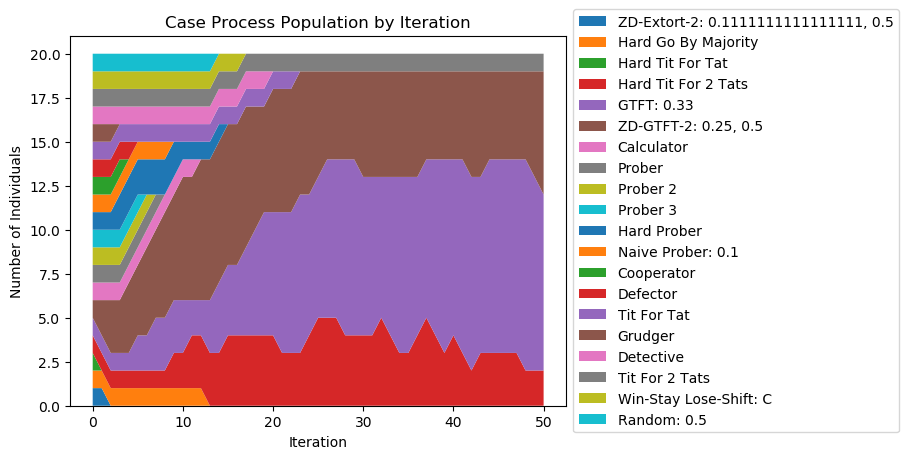 Case Process Population by Iteration
Number of Individuals
20.0
17.5
15.0
12.5
10.0
7.5
5.0
2.5
0.0
0 10 20 30 40 50
Iteration
ZD-Extort-2: 0.1111111111111111, 0.5
Hard Go By Majority
Hard Tit For Tat
Hard Tit For 2 Tats
GTFT: 0.33
ZD-GTFT-2: 0.25, 0.5
Calculator
Prober
Prober 2
Prober 3
Hard Prober
Naive Prober: 0.1
Cooperator
Defector
Tit For Tat
Grudger
Detective
Tit For 2 Tats
Win-Stay Lose-Shift: C
Random: 0.5